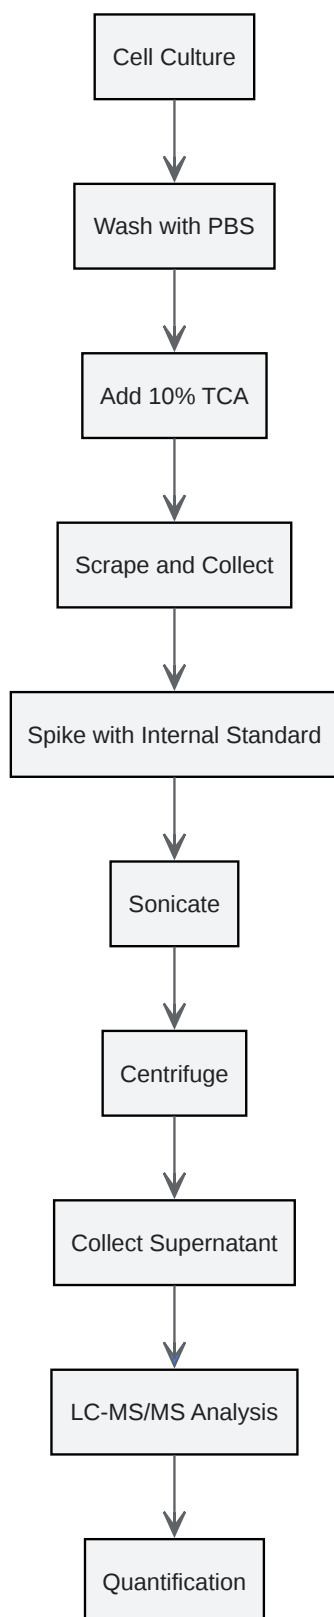 Cell Culture
Wash with PBS
Add 10% TCA
Scrape and Collect
Spike with Internal Standard
Sonicate
Centrifuge
Collect Supernatant
LC-MS/MS Analysis
Quantification